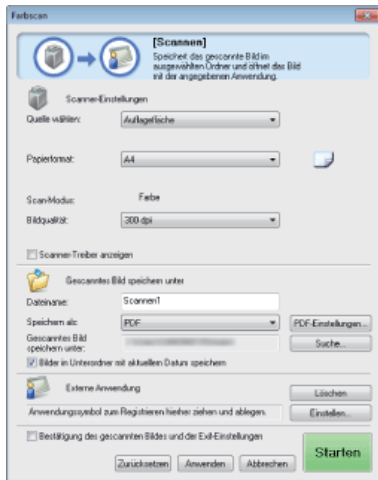 Farbscan
[Scannen]
Speichert das gescannte Bild im
ausgewählten Ordner und öffnet das Bild
mit der angegebenen Anwendung.
Scanner-Einstellungen
Quelle wählen: Auflagefläche
Papierformat: A4
Scan-Modus: Farbe
Bildqualität: 300 dpi
Scanner-Treiber anzeigen
Gescanntes Bild speichern unter
Dateiname: Scannen1
Speichern als: PDF PDF-Einstellungen...
Gescanntes Bild
speichern unter: Suche...
Bilder in Unterordner mit aktuellem Datum speichern
Externe Anwendung Löschen
Anwendungssymbol zum Registrieren hierher ziehen und ablegen. Einstellen...
Bestätigung des gescannten Bildes und der Exif-Einstellungen
Zurücksetzen Anwenden Abbrechen Starten